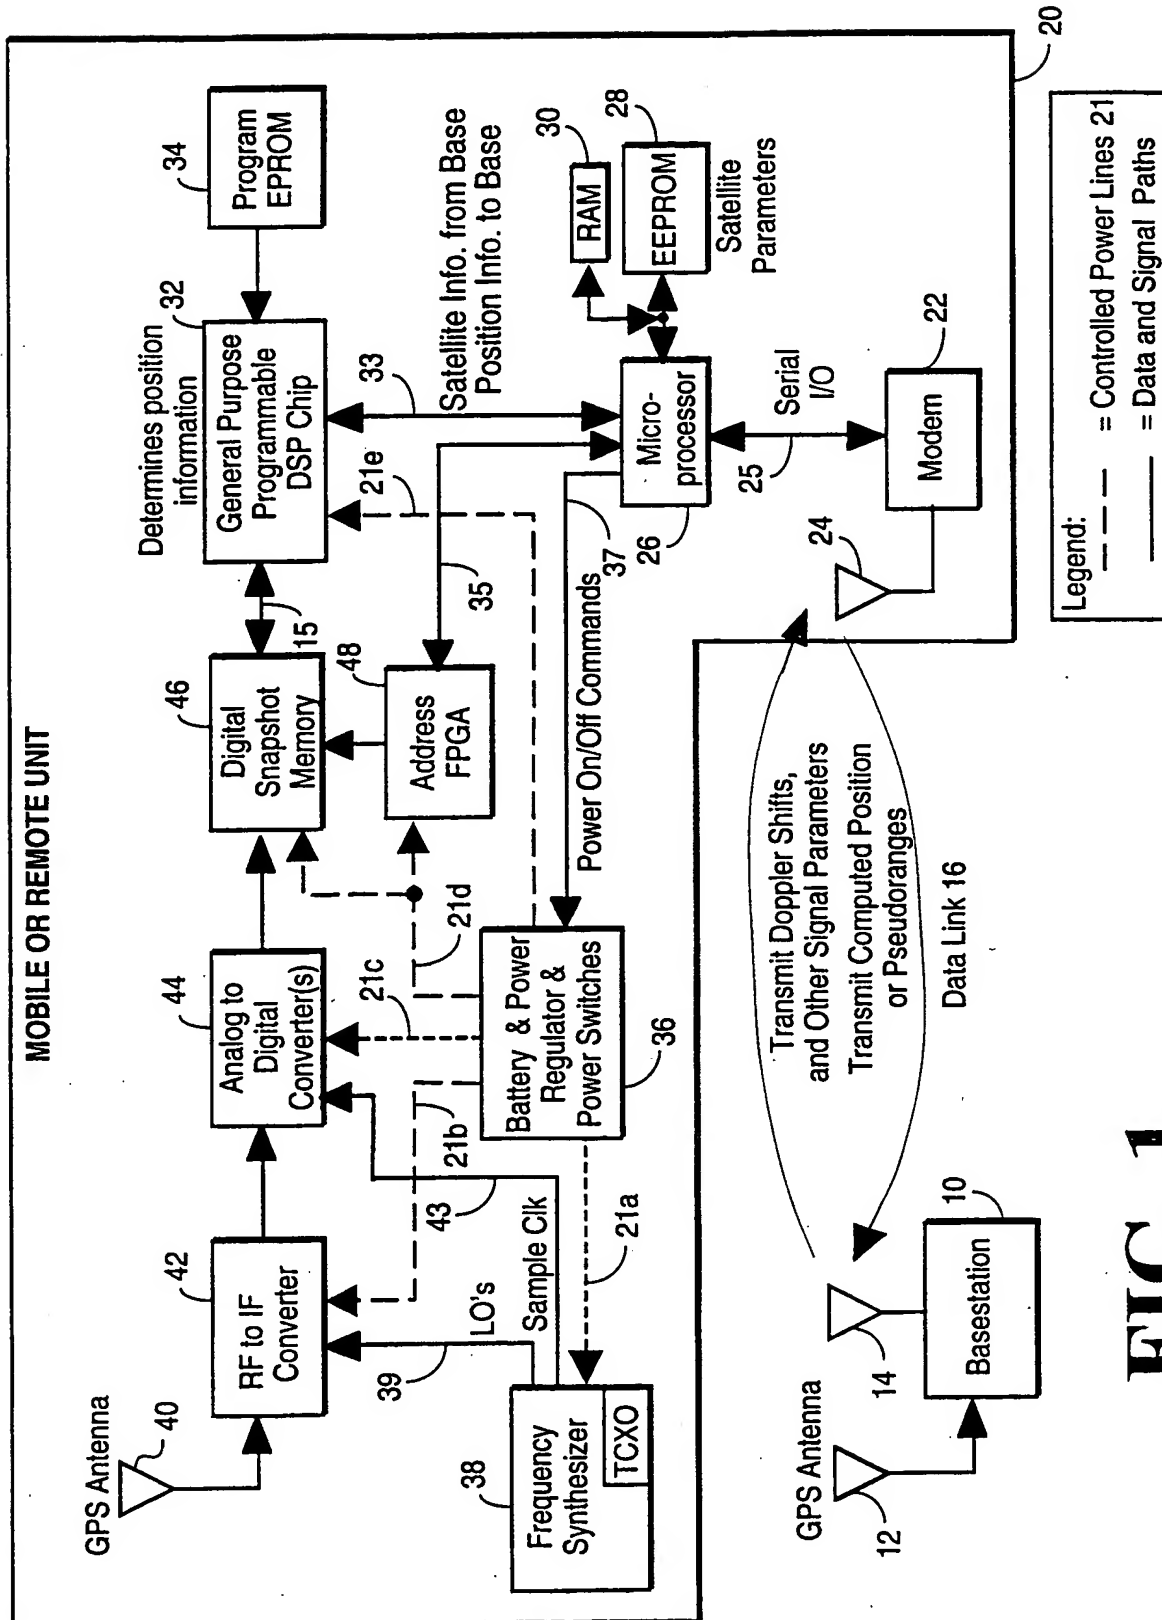 MOBILE OR REMOTE UNIT
GPS Antenna
40
42
RF to IF
Converter
44
Analog to
Digital
Converter(s)
46
Digital
Snapshot
Memory
15
Determines position
information
32
General Purpose
Programmable
DSP Chip
34
Program
EPROM
48
Address
FPGA
35
21e
33
Satellite Info. from Base
Position Info. to Base
39
LO's
Sample Clk
43
21b
21c
21d
38
Frequency
Synthesizer
TCXO
21a
Battery & Power
Regulator &
Power Switches
36
Power On/Off Commands
37
26
Micro-
processor
30
RAM
28
EEPROM
Satellite
Parameters
25
Serial
I/O
22
Modem
24
20
GPS Antenna
12
14
Basestation
10
Transmit Doppler Shifts,
and Other Signal Parameters
Transmit Computed Position
or Pseudoranges
Data Link 16
Legend:
= Controlled Power Lines 21
= Data and Signal Paths
FIG 1